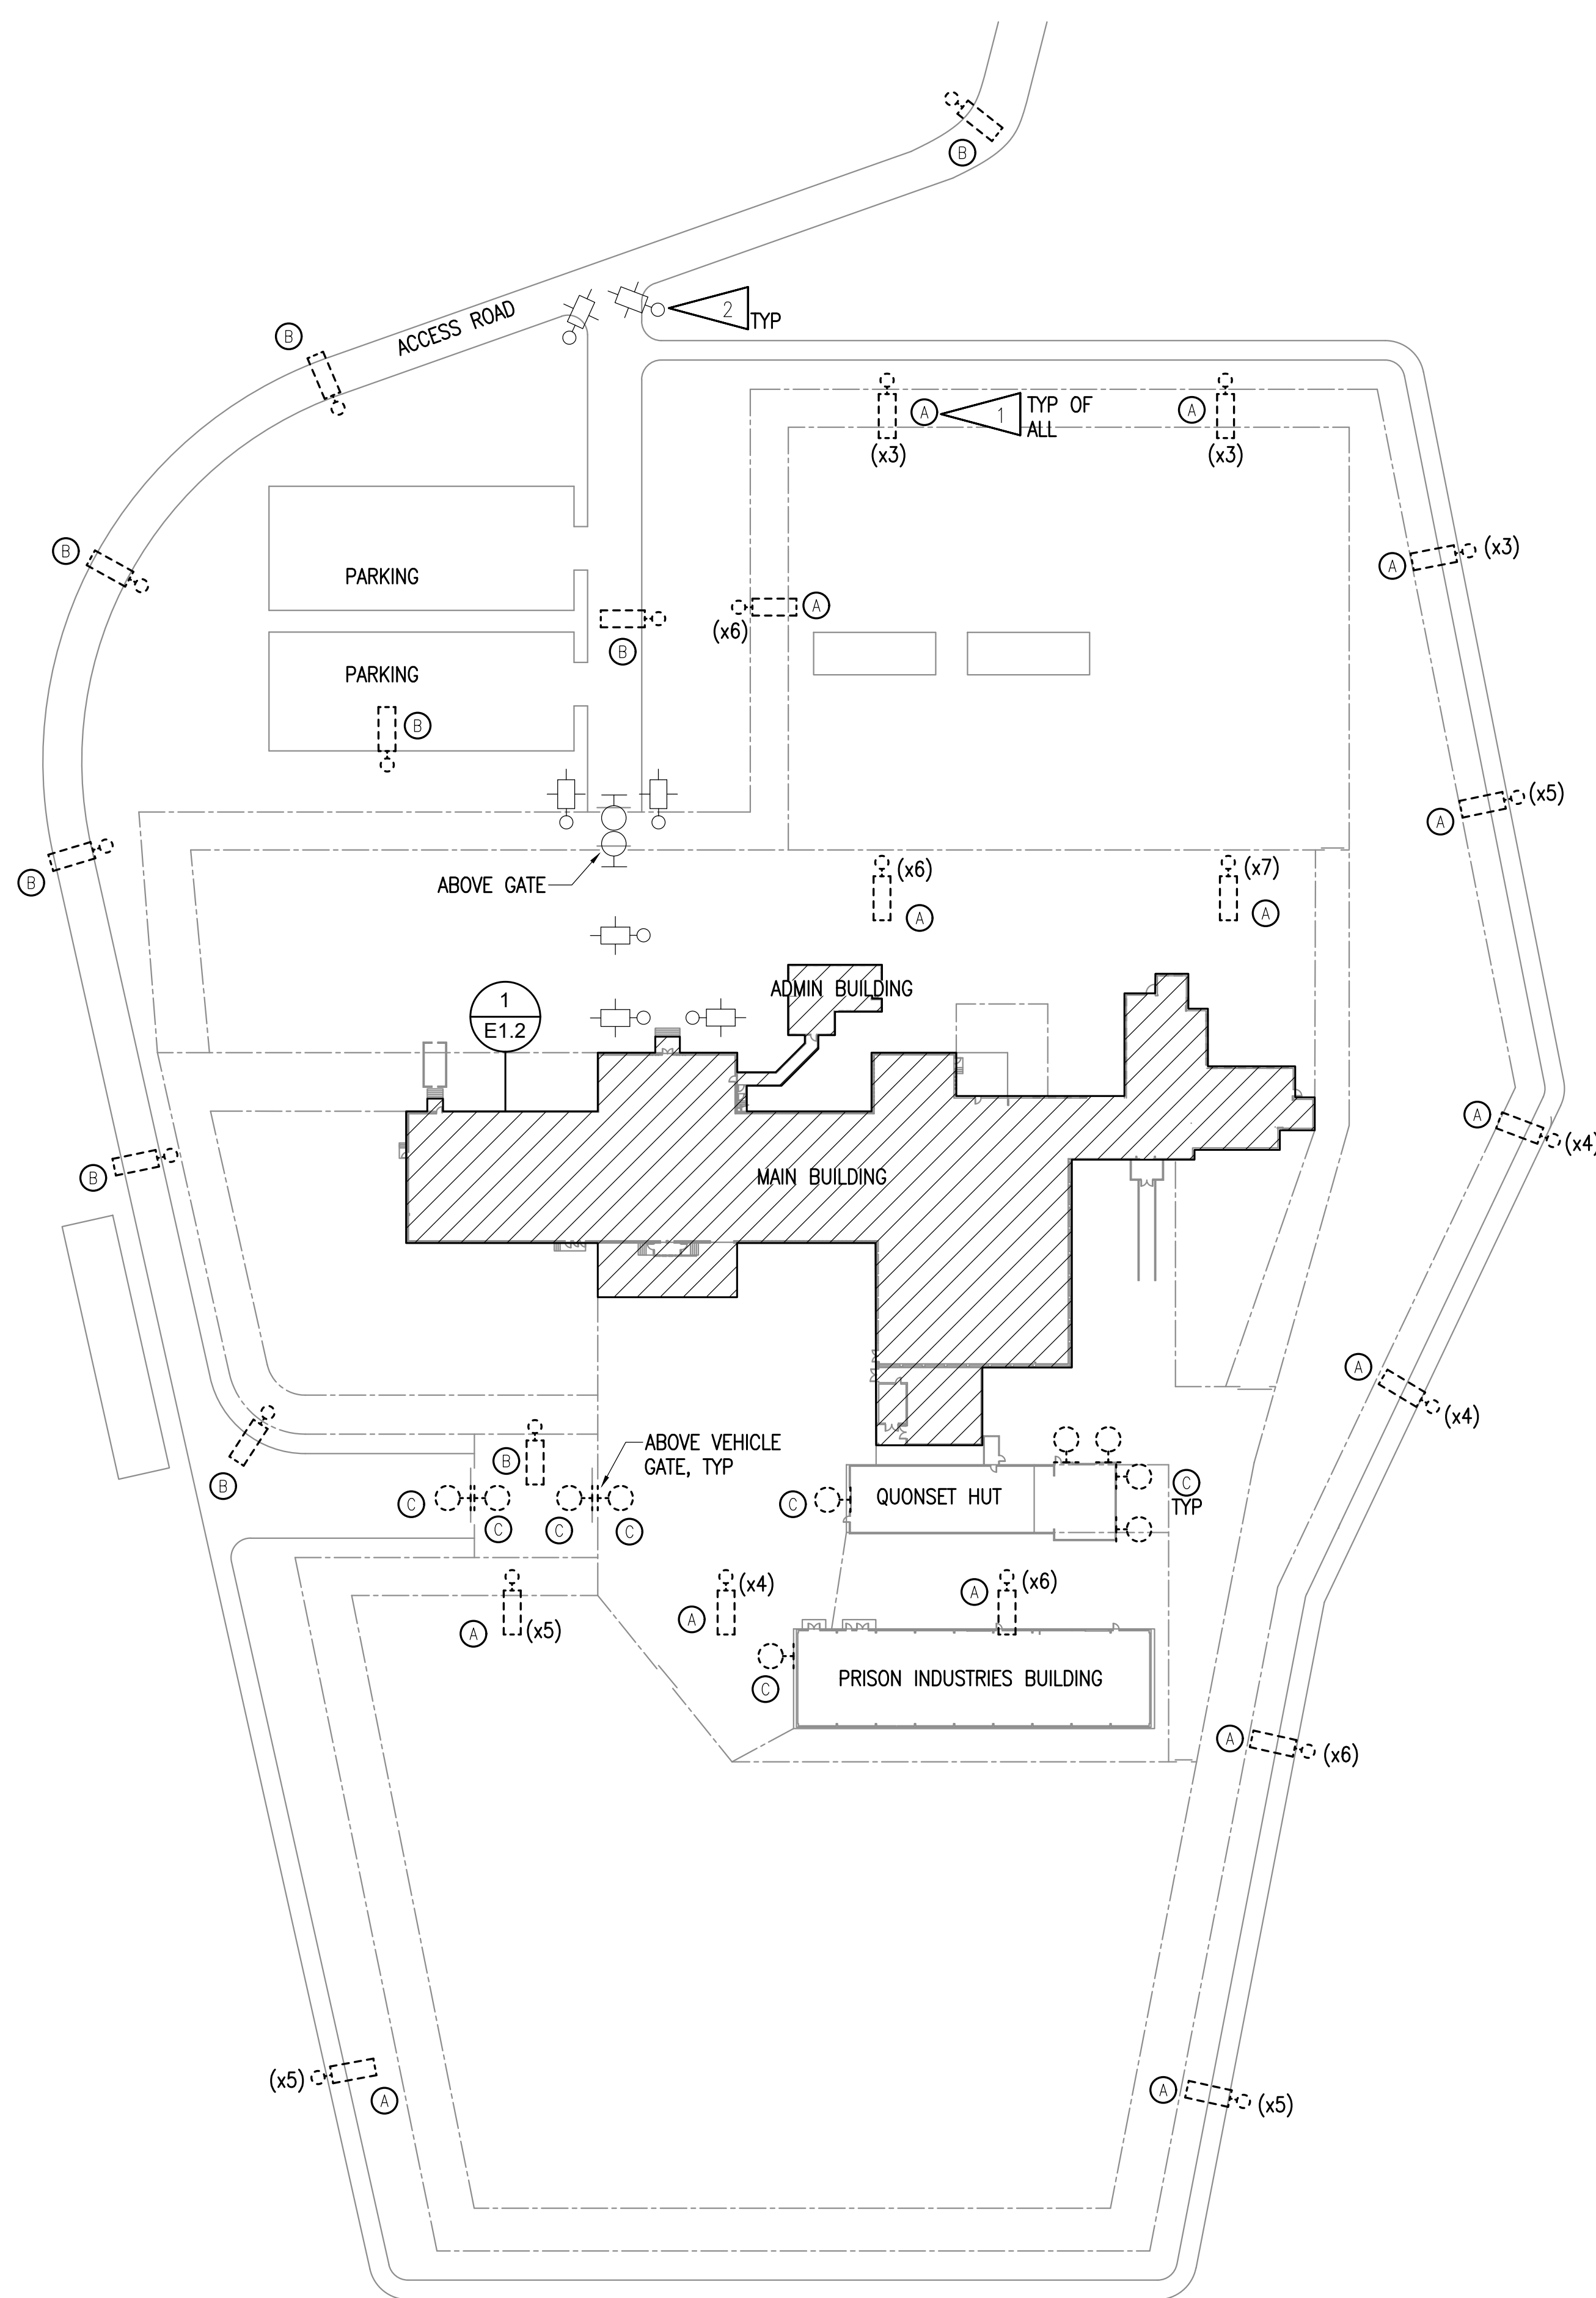 B
ACCESS ROAD
B
2
TYP
A
1
TYP OF
ALL
A
(x3)
(x3)
B
A
(x3)
PARKING
(x6)
A
B
PARKING
B
A
(x5)
B
ABOVE GATE
(x6)
A
(x7)
A
1
E1.2
ADMIN BUILDING
A
(x4)
B
MAIN BUILDING
A
(x4)
B
B
ABOVE VEHICLE
GATE, TYP
C
C
C
C
C
QUONSET HUT
C
TYP
A
(x5)
A
(x4)
A
(x6)
C
PRISON INDUSTRIES BUILDING
A
(x6)
(x5)
A
A
(x5)